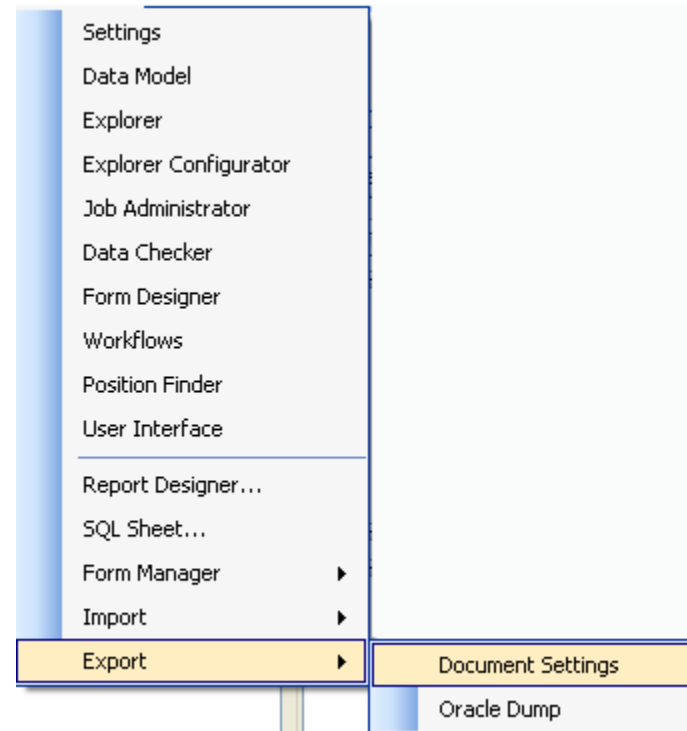 Settings
Data Model
Explorer
Explorer Configurator
Job Administrator
Data Checker
Form Designer
Workflows
Position Finder
User Interface
Report Designer...
SQL Sheet...
Form Manager
Import
Export
Document Settings
Oracle Dump